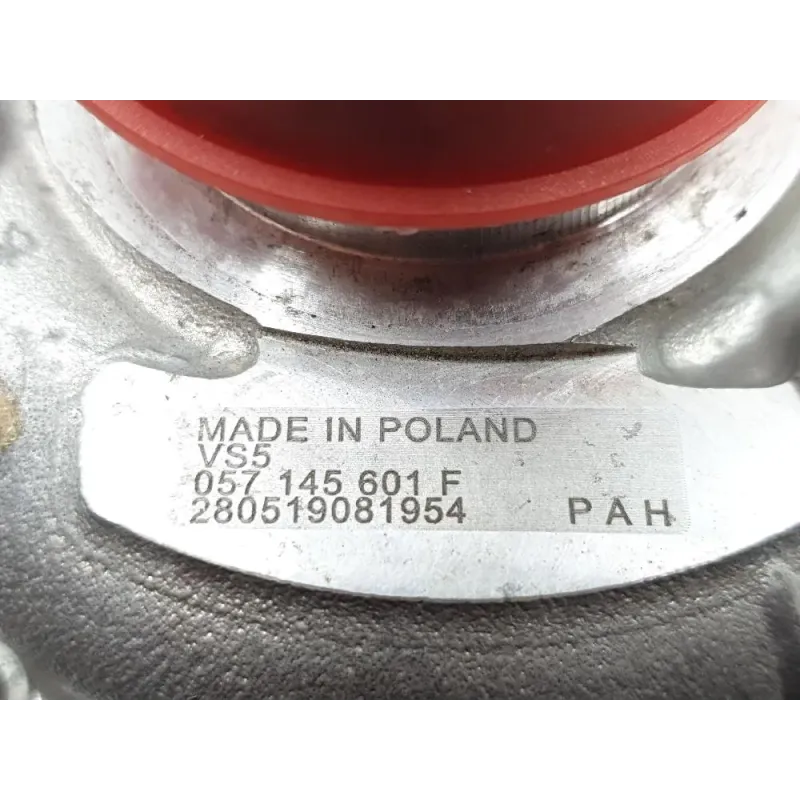 MADE IN POLAND
VS5
057 145 601 F
280519081954 PAH